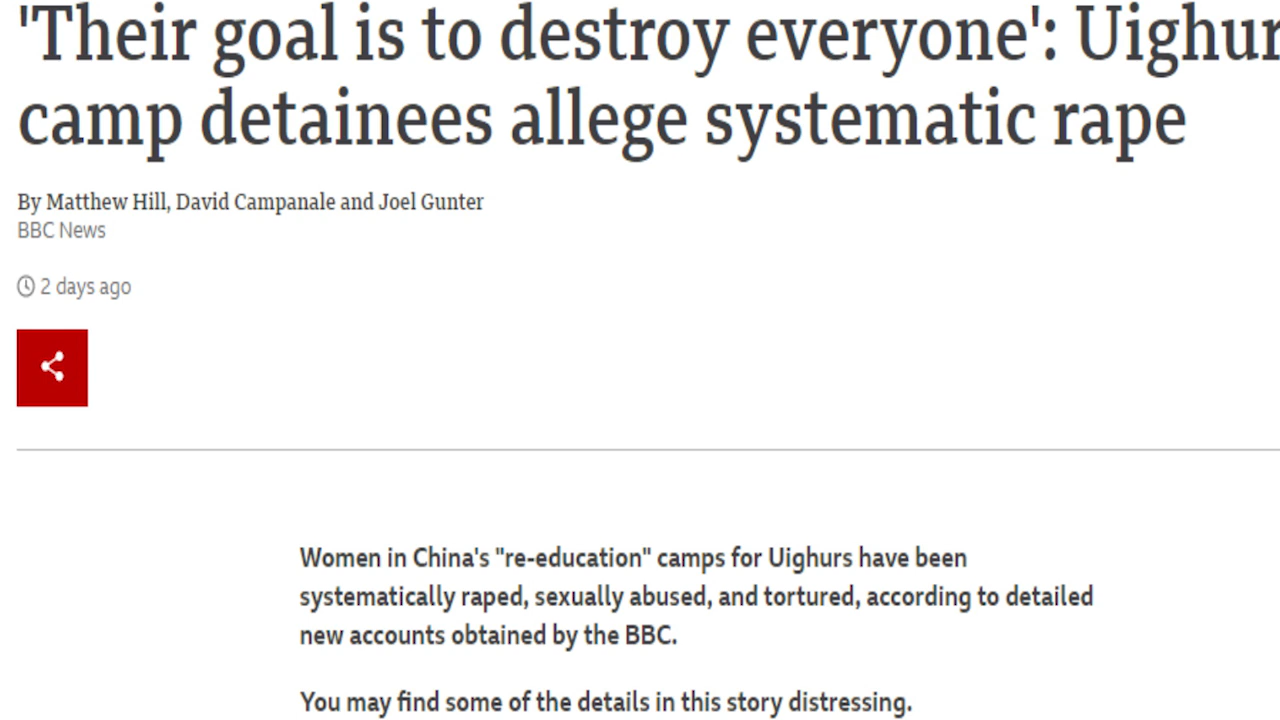 'Their goal is to destroy everyone': Uighur
camp detainees allege systematic rape
By Matthew Hill, David Campanale and Joel Gunter
BBC News
2 days ago
Women in China's "re-education" camps for Uighurs have been
systematically raped, sexually abused, and tortured, according to detailed
new accounts obtained by the BBC.
You may find some of the details in this story distressing.